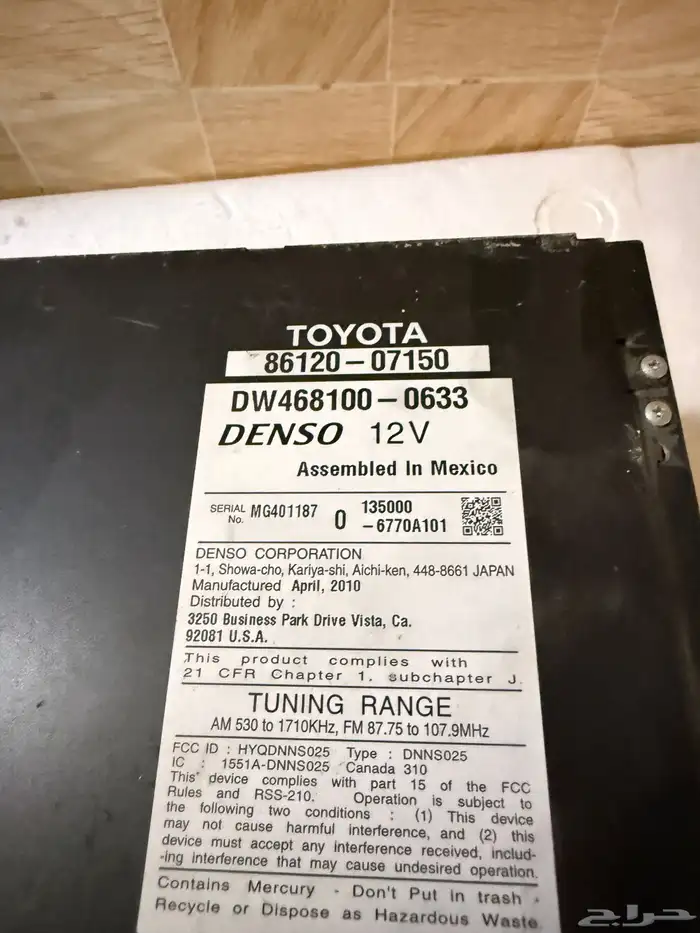 TOYOTA
86120-07150
DW468100-0633
DENSO 12V
Assembled In Mexico
SERIAL No. MG401187 0 135000
-6770A101
DENSO CORPORATION
1-1, Showa-cho, Kariya-shi, Aichi-ken, 448-8661 JAPAN
Manufactured April, 2010
Distributed by :
3250 Business Park Drive Vista, Ca.
92081 U.S.A.
This product complies with
21 CFR Chapter 1. subchapter J.
TUNING RANGE
AM 530 to 1710KHz, FM 87.75 to 107.9MHz
FCC ID : HYQDNNS025 Type : DNNS025
IC : 1551A-DNNS025 Canada 310
This device complies with part 15 of the FCC
Rules and RSS-210. Operation is subject to
the following two conditions : (1) This device
may not cause harmful interference, and (2) this
device must accept any interference received, includ-
-ing interference that may cause undesired operation.
Contains Mercury - Don't Put in trash -
Recycle or Dispose as Hazardous Waste
حراج